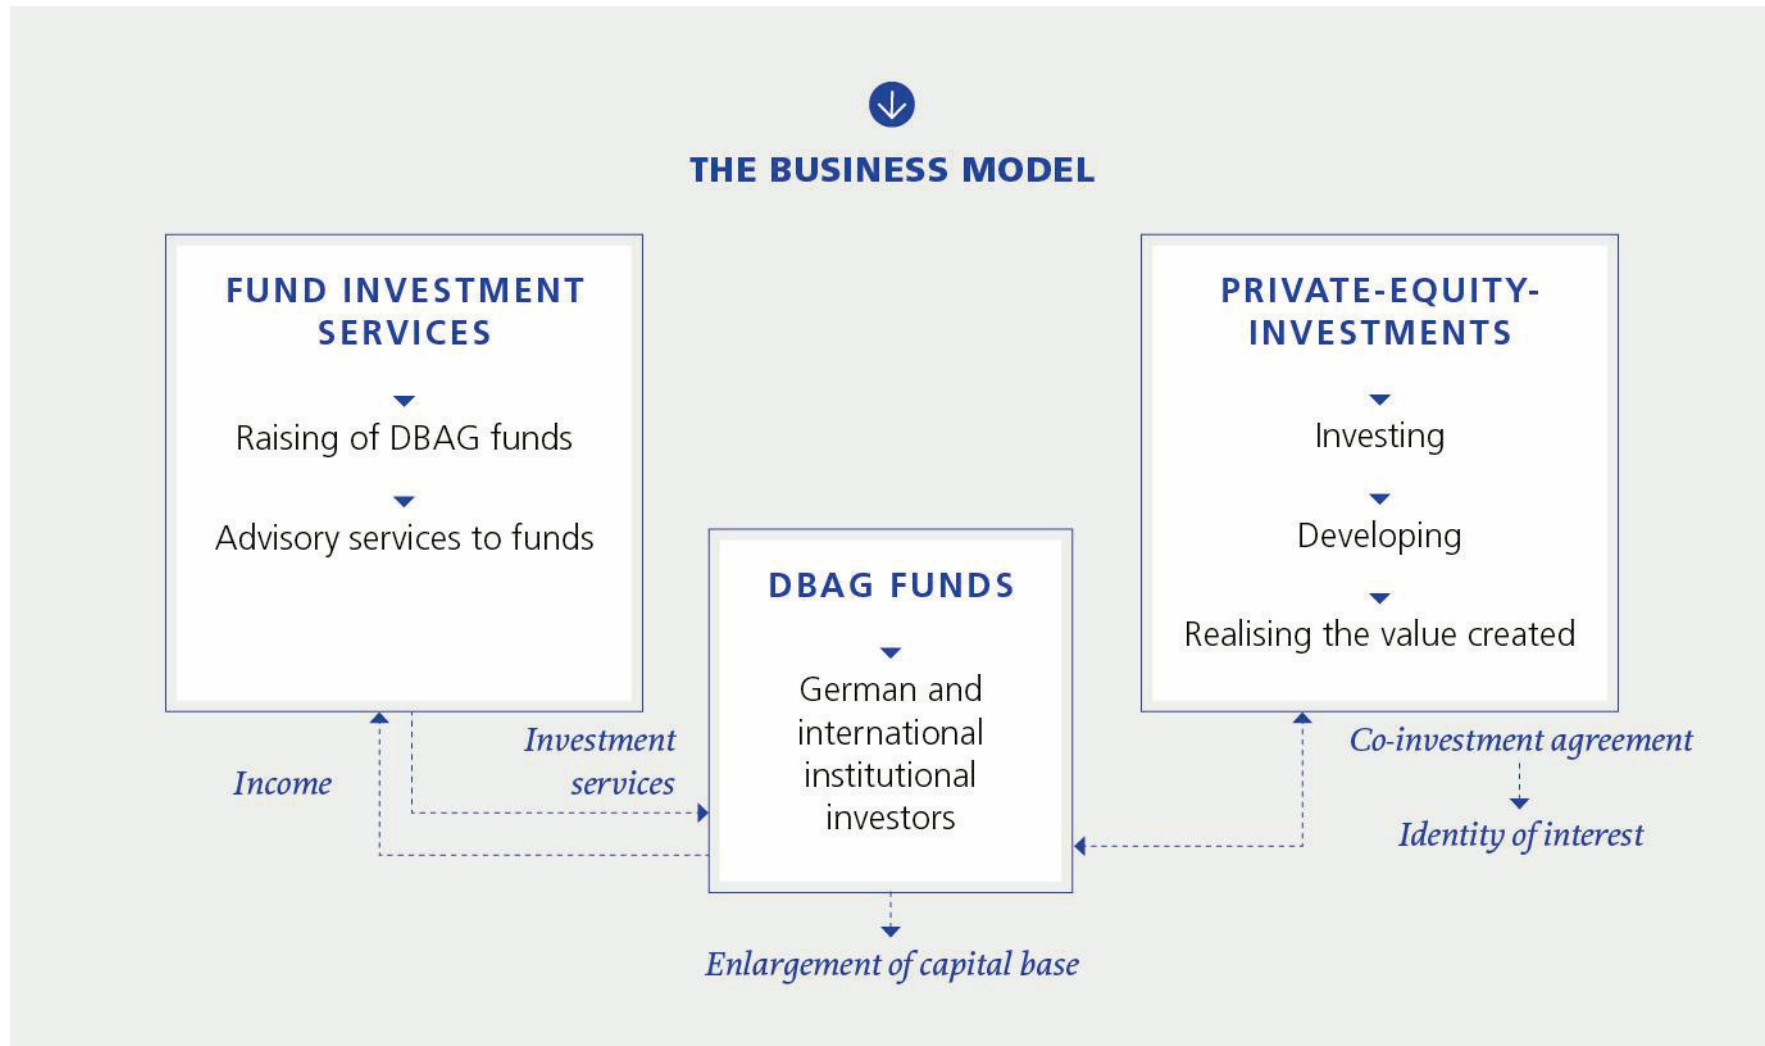 THE BUSINESS MODEL
FUND INVESTMENT
SERVICES
Raising of DBAG funds
Advisory services to funds
PRIVATE-EQUITY-
INVESTMENTS
Investing
Developing
Realising the value created
DBAG FUNDS
German and
international
institutional
investors
Income
Investment
services
Co-investment agreement
Identity of interest
Enlargement of capital base